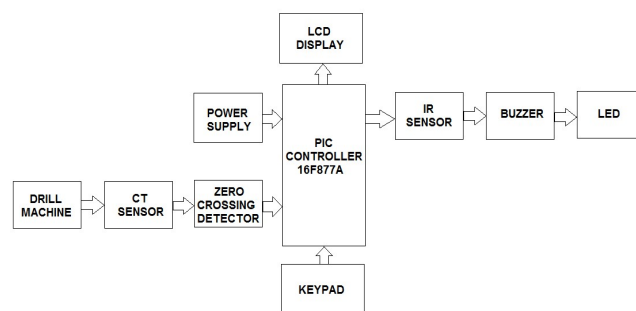 LCD
DISPLAY
POWER
SUPPLY
PIC
CONTROLLER
16F877A
IR
SENSOR
BUZZER
LED
DRILL
MACHINE
CT
SENSOR
ZERO
CROSSING
DETECTOR
KEYPAD